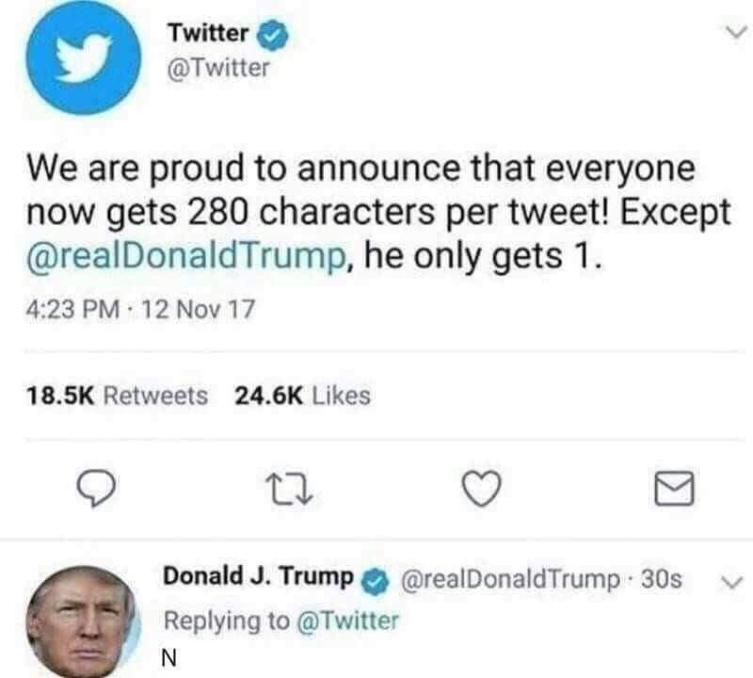 Twitter
@Twitter
We are proud to announce that everyone
now gets 280 characters per tweet! Except
@realDonaldTrump, he only gets 1.
4:23 PM · 12 Nov 17
18.5K Retweets 24.6K Likes
Donald J. Trump @realDonaldTrump · 30s
Replying to @Twitter
N